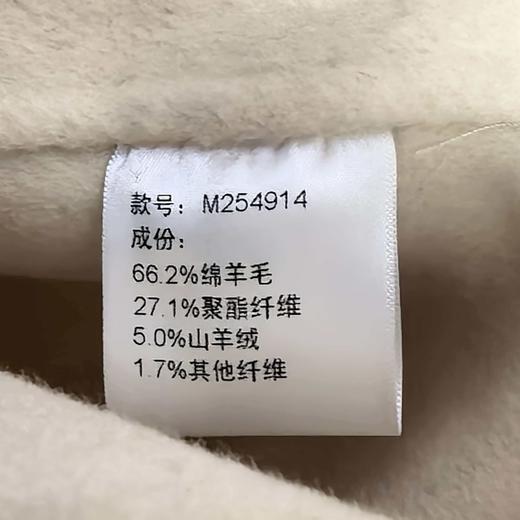 款号：M254914
成份：
66.2%绵羊毛
27.1%聚酯纤维
5.0%山羊绒
1.7%其他纤维